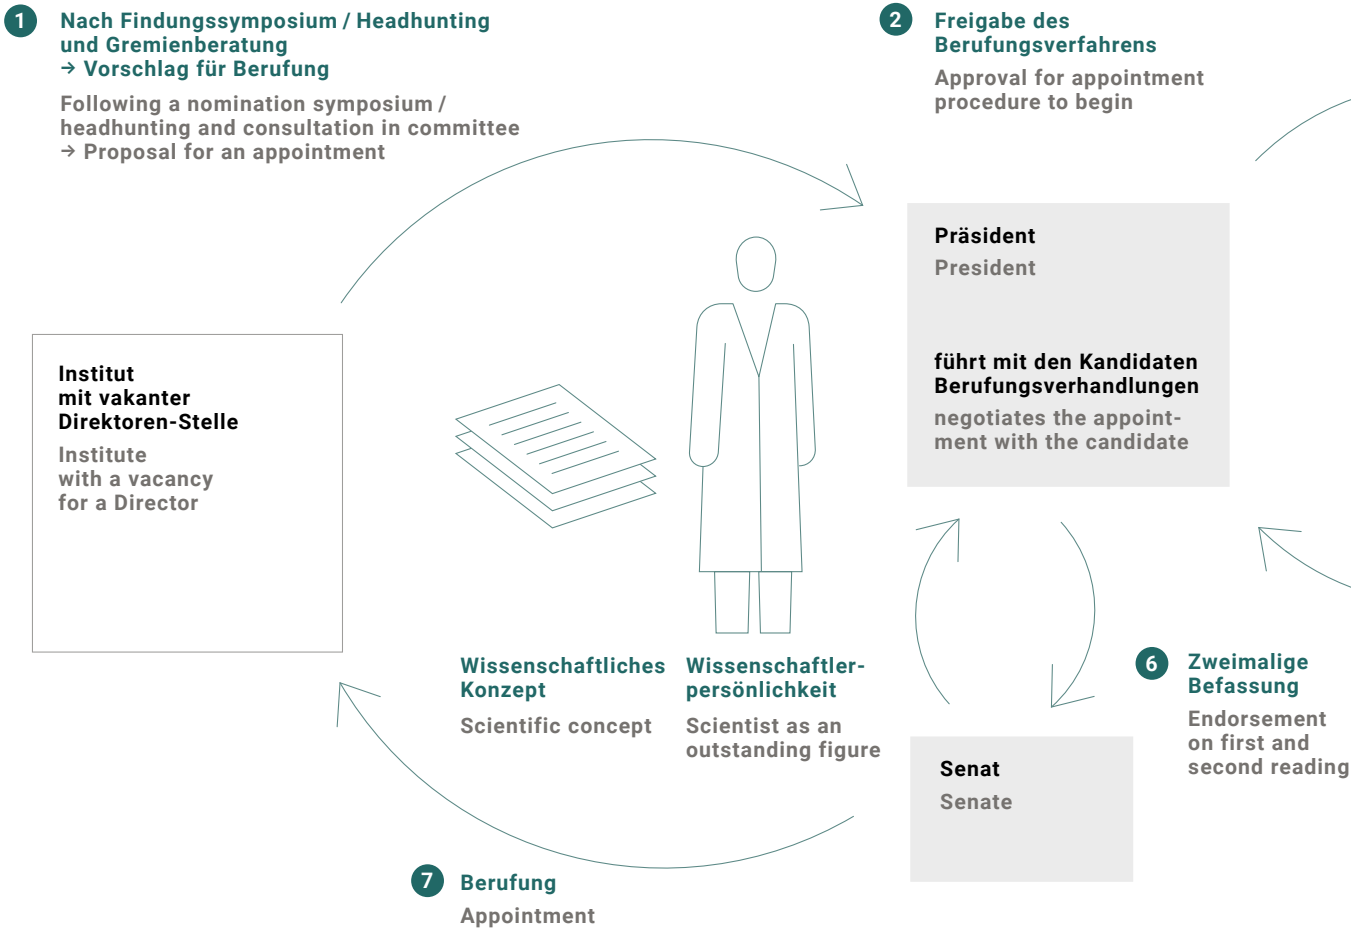 1
Nach Findungssymposium / Headhunting
und Gremienberatung
→ Vorschlag für Berufung
Following a nomination symposium /
headhunting and consultation in committee
→ Proposal for an appointment
2
Freigabe des
Berufungsverfahrens
Approval for appointment
procedure to begin
Präsident
President
führt mit den Kandidaten
Berufungsverhandlungen
negotiates the appoint-
ment with the candidate
Institut
mit vakanter
Direktoren-Stelle
Institute
with a vacancy
for a Director
Wissenschaftliches
Konzept
Scientific concept
Wissenschaftler-
persönlichkeit
Scientist as an
outstanding figure
6
Zweimalige
Befassung
Endorsement
on first and
second reading
Senat
Senate
7
Berufung
Appointment